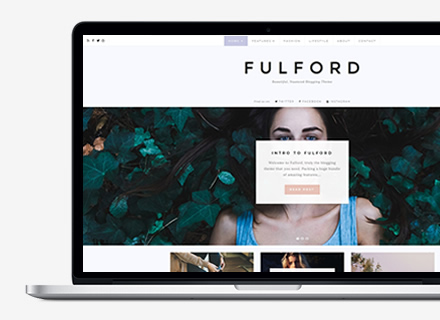 HOME FEATURES FASHION LIFESTYLE ABOUT CONTACT
FULFORD
Beautiful, Featured Blogging Theme
TWITTER FACEBOOK INSTAGRAM
INTRO TO FULFORD
Welcome to Fulford, truly the blogging
theme that you need. Packing a huge bundle
of amazing features...
READ POST